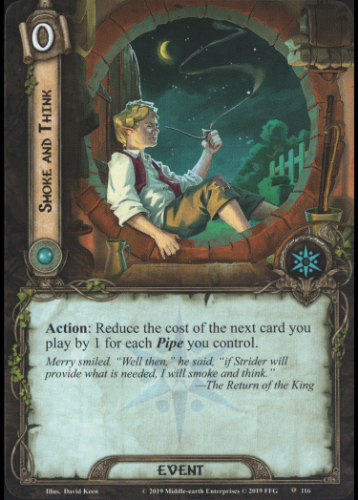 0
SMOKE AND THINK
Action: Reduce the cost of the next card you
play by 1 for each Pipe you control.
Merry smiled. "Well then," he said, "if Strider will
provide what is needed, I will smoke and think."
—The Return of the King
EVENT
Illus. David Keen © 2019 Middle-earth Enterprises © 2019 FFG 116